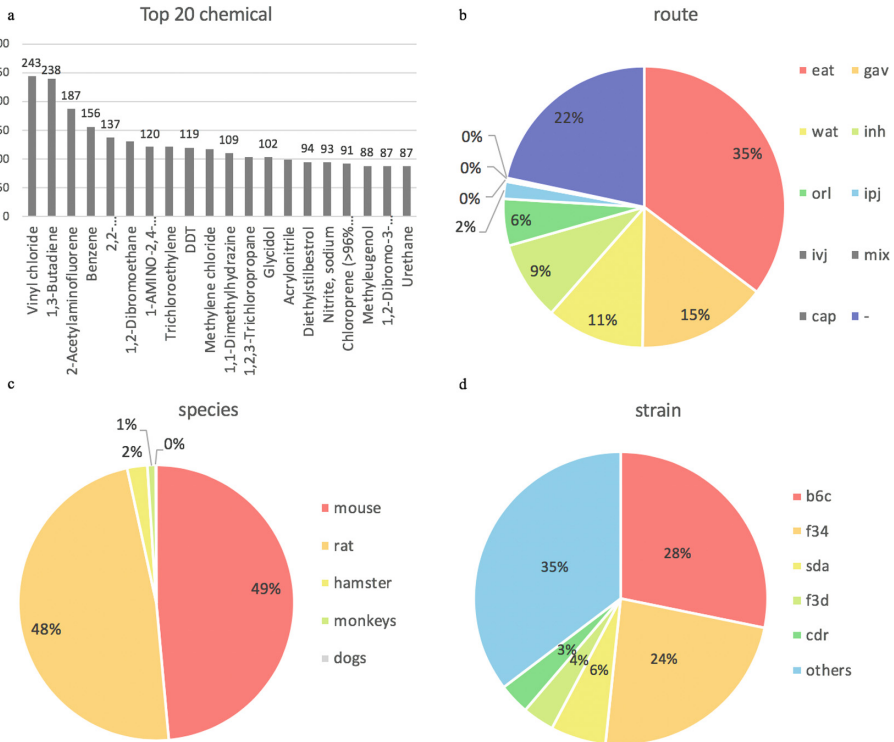 a
Top 20 chemical
00
50
00
50
00
50
0
243
238
187
156
137
120
119
109
102
94
93
91
88
87
87
Vinyl chloride
1,3-Butadiene
2-Acetylaminofluorene
Benzene
2,2-...
1,2-Dibromoethane
1-AMINO-2,4-...
Trichloroethylene
DDT
Methylene chloride
1,1-Dimethylhydrazine
1,2,3-Trichloropropane
Glycidol
Acrylonitrile
Diethylstilbestrol
Nitrite, sodium
Chloroprene (>96%...
Methyleugenol
1,2-Dibromo-3-...
Urethane
b
route
35%
15%
11%
9%
6%
2%
0%
0%
0%
22%
eat
gav
wat
inh
orl
ipj
ivj
mix
cap
-
c
species
49%
48%
2%
1%
0%
mouse
rat
hamster
monkeys
dogs
d
strain
28%
24%
6%
4%
3%
35%
b6c
f34
sda
f3d
cdr
others